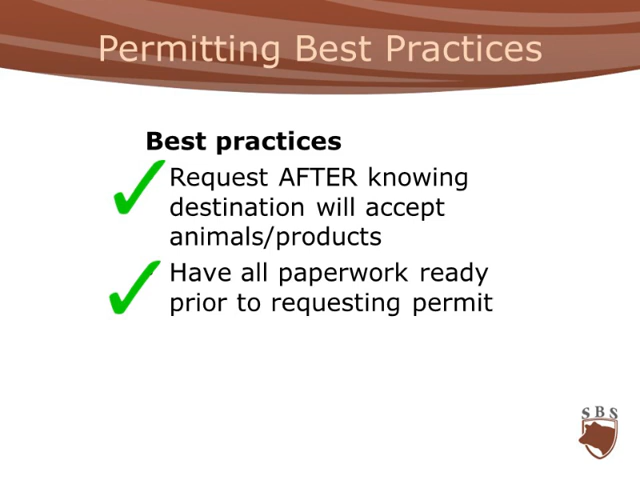 Permitting Best Practices
Best practices
Request AFTER knowing
destination will accept
animals/products
Have all paperwork ready
prior to requesting permit
SBS